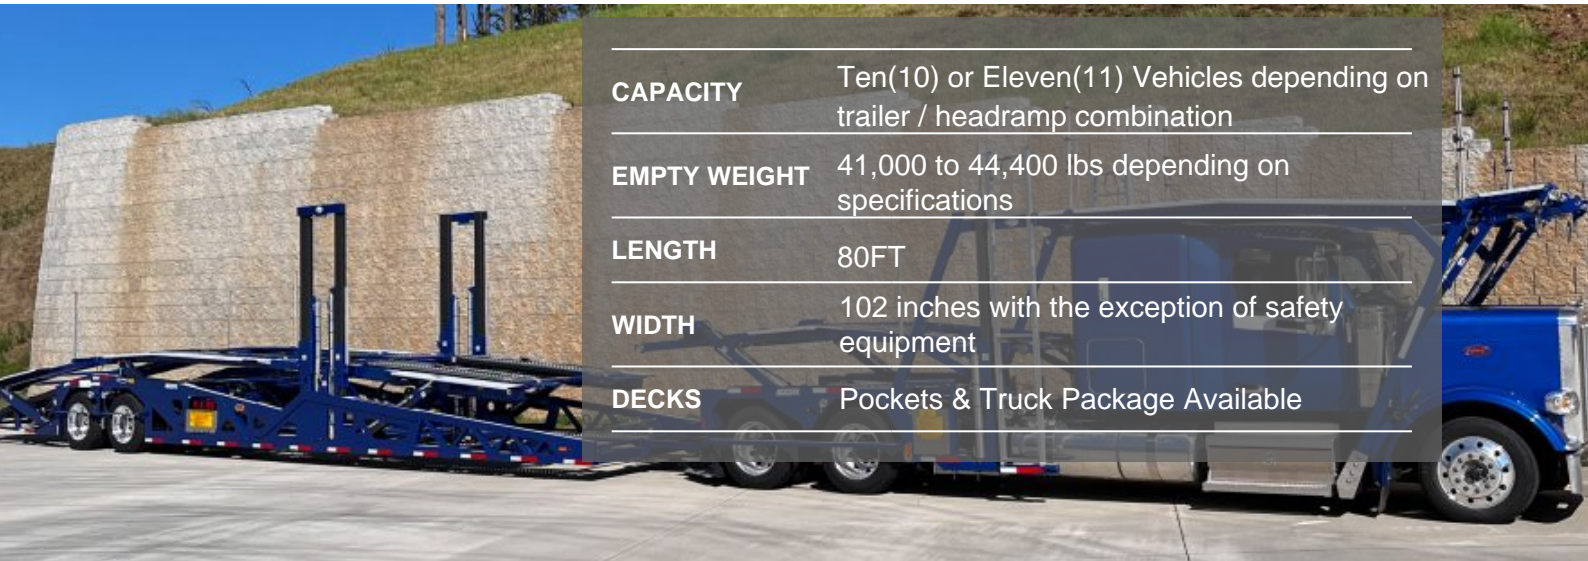 CAPACITY
Ten(10) or Eleven(11) Vehicles depending on
trailer / headramp combination
EMPTY WEIGHT
41,000 to 44,400 lbs depending on
specifications
LENGTH
80FT
WIDTH
102 inches with the exception of safety
equipment
DECKS
Pockets & Truck Package Available